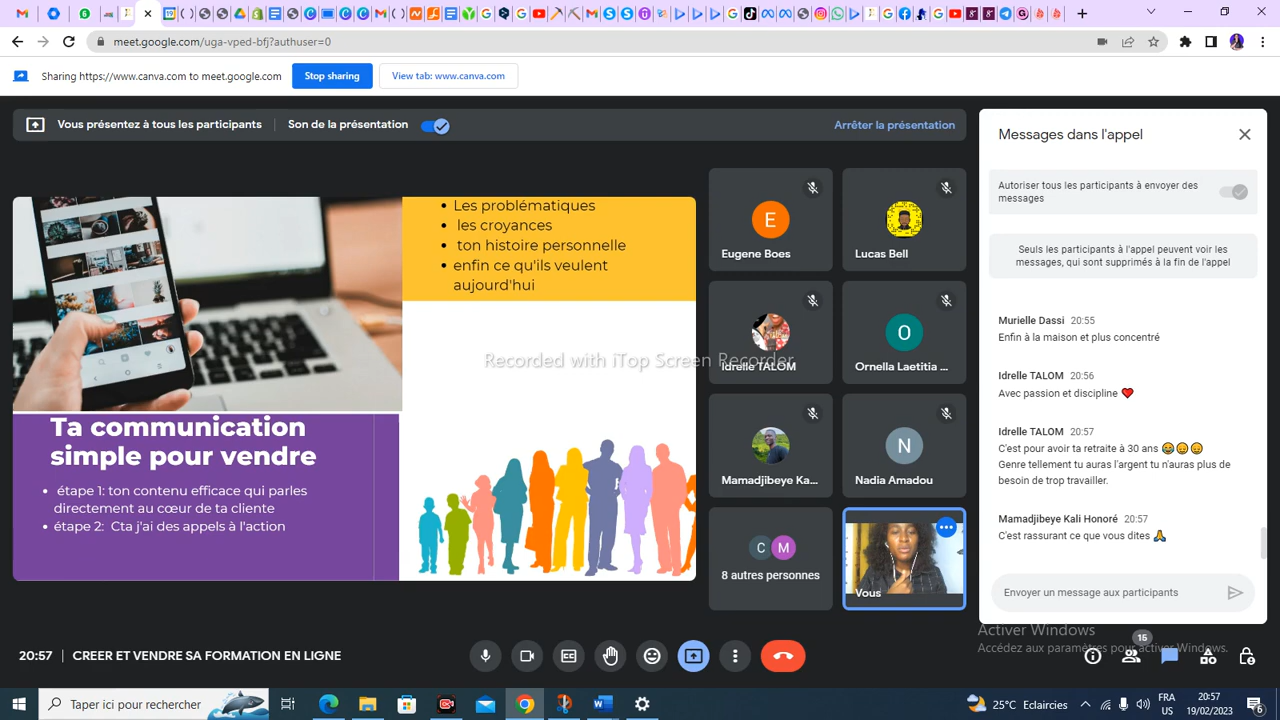 meet.google.com/uga-vped-bfj?authuser=0
Sharing https://www.canva.com to meet.google.com
Stop sharing
View tab: www.canva.com
Vous présentez à tous les participants
Son de la présentation
Arrêter la présentation
Les problématiques
les croyances
ton histoire personnelle
enfin ce qu'ils veulent
aujourd'hui
Ta communication
simple pour vendre
étape 1: ton contenu efficace qui parles
directement au cœur de ta cliente
étape 2: Cta j'ai des appels à l'action
Recorded with iTop Screen Recorder
E
Eugene Boes
Lucas Bell
Idrelle TALOM
O
Ornella Laetitia ...
Mamadjibeye Ka...
N
Nadia Amadou
C M
8 autres personnes
Vous
Messages dans l'appel
Autoriser tous les participants à envoyer des
messages
Seuls les participants à l'appel peuvent voir les
messages, qui sont supprimés à la fin de l'appel
Murielle Dassi 20:55
Enfin à la maison et plus concentré
Idrelle TALOM 20:56
Avec passion et discipline ❤️
Idrelle TALOM 20:57
C'est pour avoir ta retraite à 30 ans 😂😄😄
Genre tellement tu auras l'argent tu n'auras plus de
besoin de trop travailler.
Mamadjibeye Kali Honoré 20:57
C'est rassurant ce que vous dites 🙏
Envoyer un message aux participants
Activer Windows
Accédez aux paramètres pour activer Windows.
20:57 | CREER ET VENDRE SA FORMATION EN LIGNE
16
Taper ici pour rechercher
25°C Eclaircies
FRA
US
20:57
19/02/2023
6